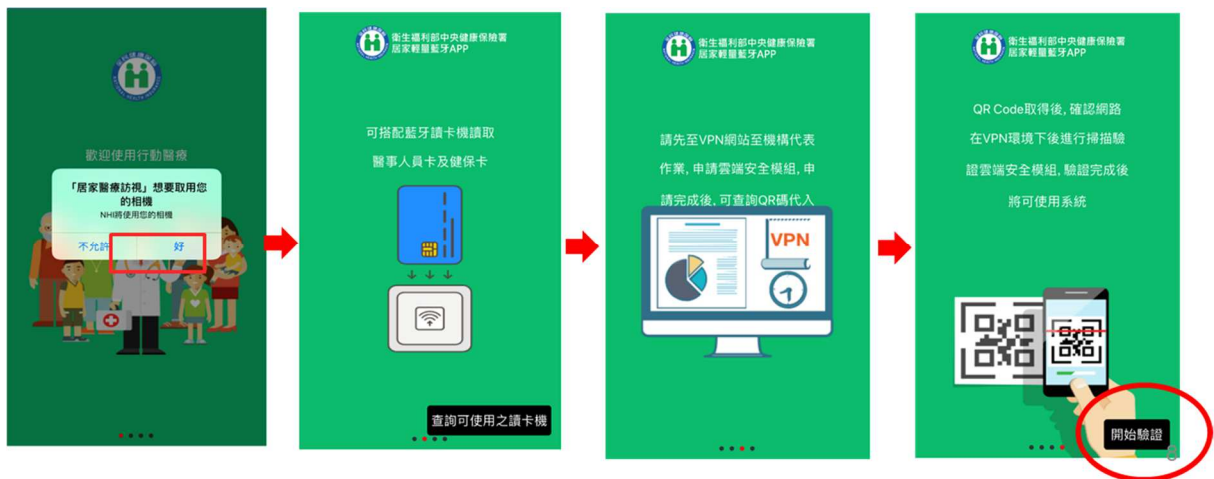 歡迎使用行動醫療
「居家醫療訪視」想要取用您
的相機
NHI將使用您的相機
不允許
好
衛生福利部中央健康保險署
居家輕量藍牙APP
可搭配藍牙讀卡機讀取
醫事人員卡及健保卡
查詢可使用之讀卡機
衛生福利部中央健康保險署
居家輕量藍牙APP
請先至VPN網站至機構代表
作業, 申請雲端安全模組, 申
請完成後, 可查詢QR碼代入
VPN
衛生福利部中央健康保險署
居家輕量藍牙APP
QR Code取得後, 確認網路
在VPN環境下後進行掃描驗
證雲端安全模組, 驗證完成後
將可使用系統
開始驗證
8